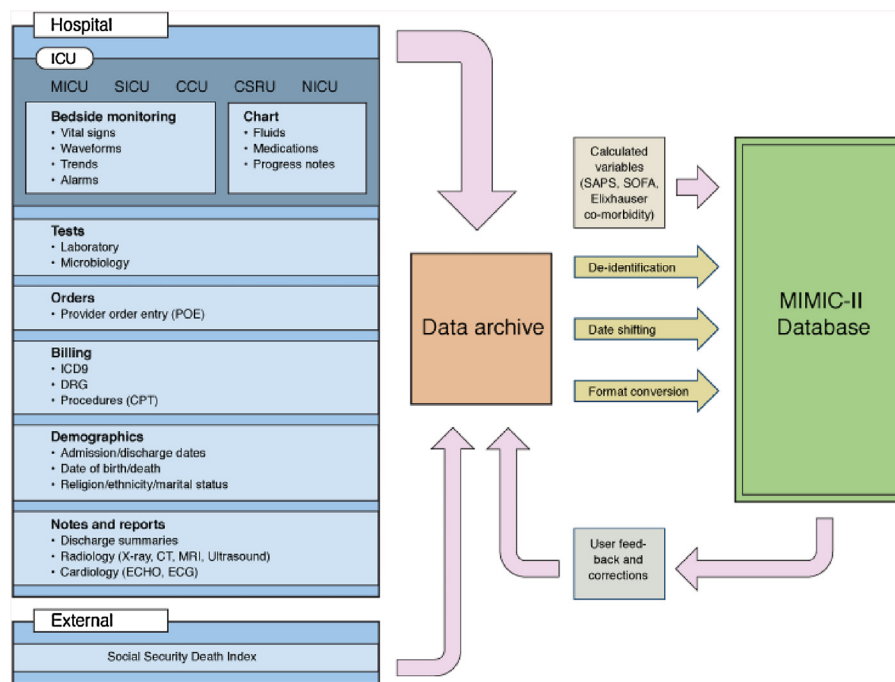 Hospital
ICU
MICU SICU CCU CSRU NICU
Bedside monitoring
• Vital signs
• Waveforms
• Trends
• Alarms
Chart
• Fluids
• Medications
• Progress notes
Tests
• Laboratory
• Microbiology
Orders
• Provider order entry (POE)
Billing
• ICD9
• DRG
• Procedures (CPT)
Demographics
• Admission/discharge dates
• Date of birth/death
• Religion/ethnicity/marital status
Notes and reports
• Discharge summaries
• Radiology (X-ray, CT, MRI, Ultrasound)
• Cardiology (ECHO, ECG)
External
Social Security Death Index
Data archive
Calculated
variables
(SAPS, SOFA,
Elixhauser
co-morbidity)
De-identification
Date shifting
Format conversion
User feed-
back and
corrections
MIMIC-II
Database